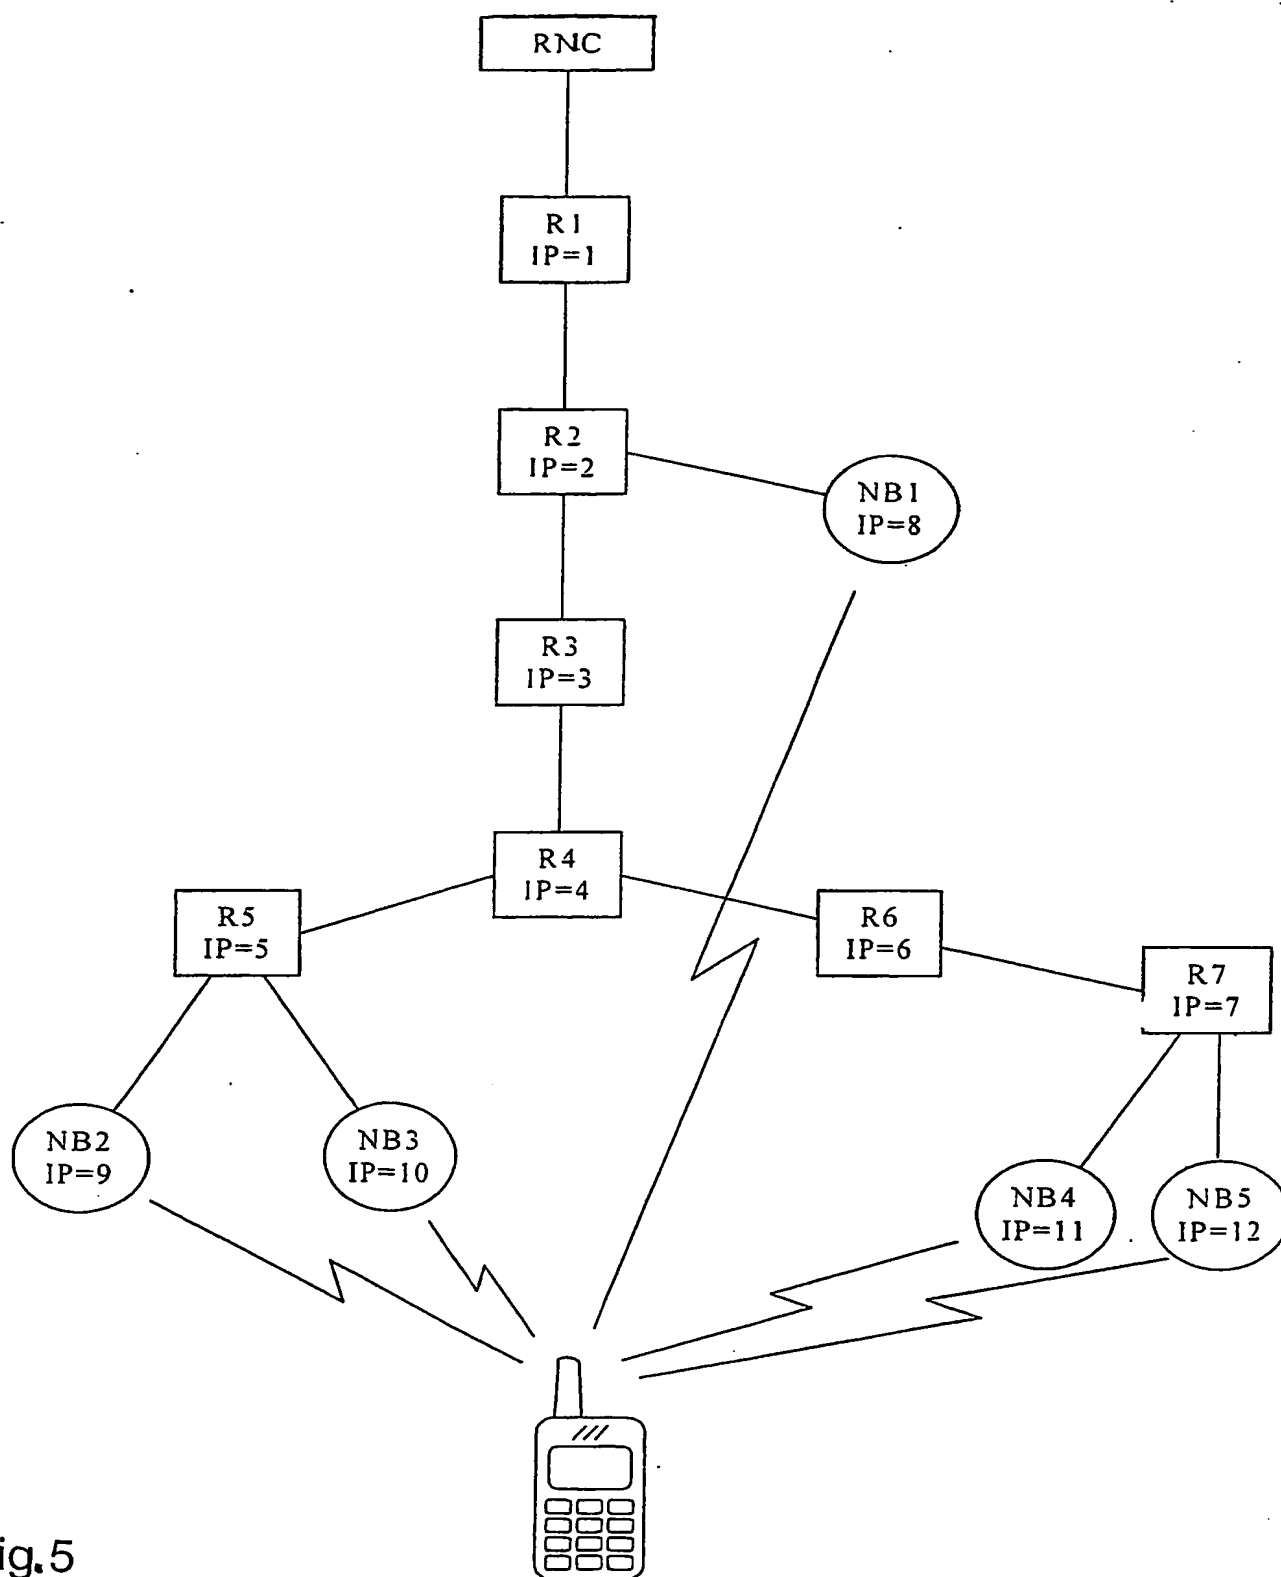 RNC
R1
IP=1
R2
IP=2
NB1
IP=8
R3
IP=3
R4
IP=4
R5
IP=5
R6
IP=6
R7
IP=7
NB2
IP=9
NB3
IP=10
NB4
IP=11
NB5
IP=12
ig.5